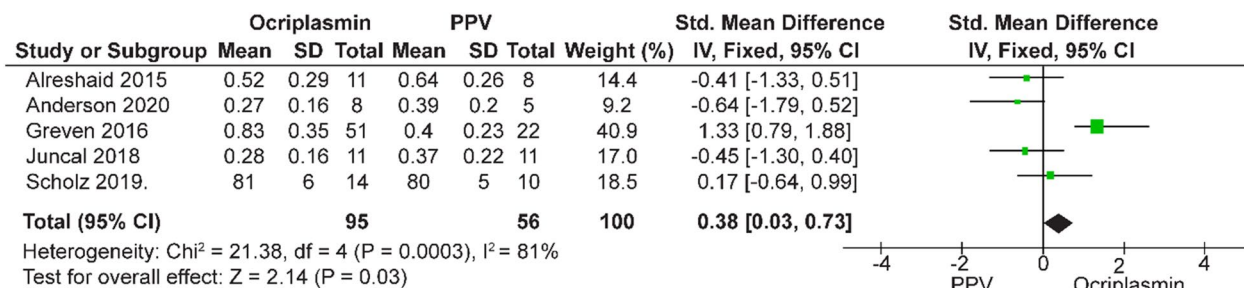 Ocriplasmin PPV Std. Mean Difference Std. Mean Difference
Study or Subgroup Mean SD Total Mean SD Total Weight (%) IV, Fixed, 95% CI IV, Fixed, 95% CI
Alreshaid 2015 0.52 0.29 11 0.64 0.26 8 14.4 -0.41 [-1.33, 0.51]
Anderson 2020 0.27 0.16 8 0.39 0.2 5 9.2 -0.64 [-1.79, 0.52]
Greven 2016 0.83 0.35 51 0.4 0.23 22 40.9 1.33 [0.79, 1.88]
Juncal 2018 0.28 0.16 11 0.37 0.22 11 17.0 -0.45 [-1.30, 0.40]
Scholz 2019. 81 6 14 80 5 10 18.5 0.17 [-0.64, 0.99]
Total (95% CI) 95 56 100 0.38 [0.03, 0.73]
Heterogeneity: Chi² = 21.38, df = 4 (P = 0.0003), I² = 81%
Test for overall effect: Z = 2.14 (P = 0.03)
-4 -2 0 2 4
PPV Ocriplasmin